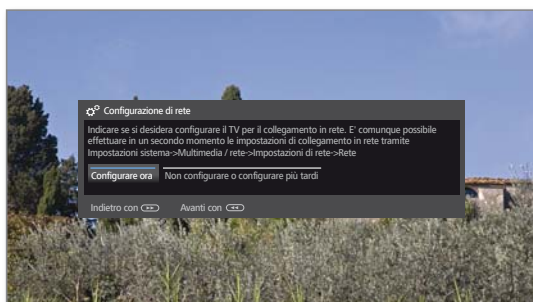 Configurazione di rete
Indicare se si desidera configurare il TV per il collegamento in rete. E' comunque possibile
effettuare in un secondo momento le impostazioni di collegamento in rete tramite
Impostazioni sistema->Multimedia / rete->Impostazioni di rete->Rete
Configurare ora Non configurare o configurare più tardi
Indietro con Avanti con